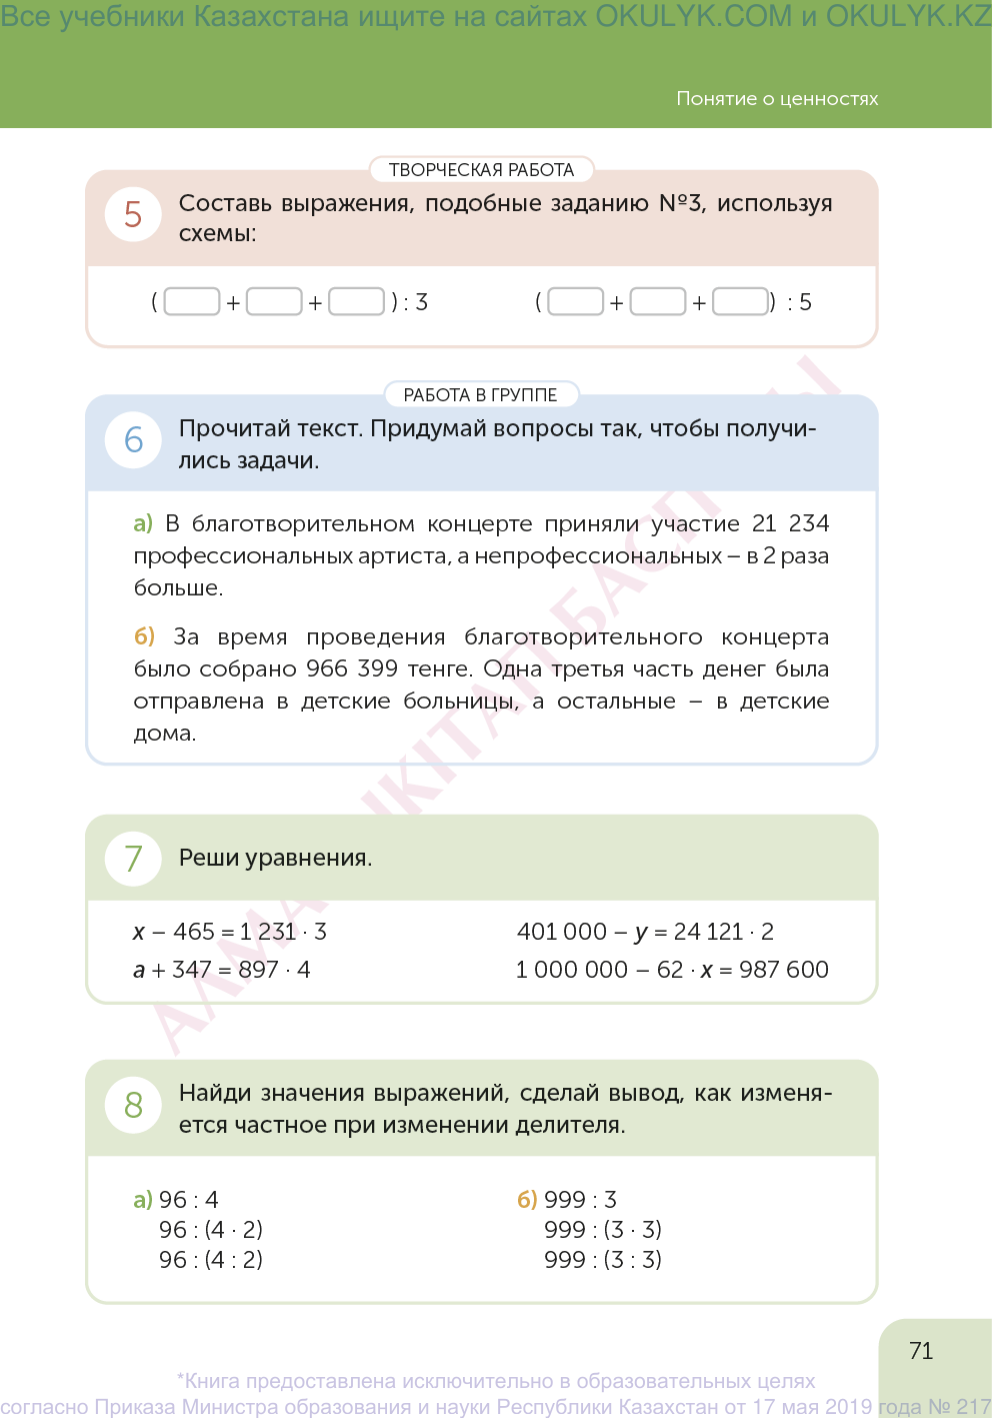 Все учебники Казахстана ищите на сайтах OKULYK.COM и OKULYK.KZ
Понятие о ценностях
ТВОРЧЕСКАЯ РАБОТА
5 Составь выражения, подобные заданию №3, используя
схемы:
( + + ) : 3 ( + + ) : 5
РАБОТА В ГРУППЕ
6 Прочитай текст. Придумай вопросы так, чтобы получи-
лись задачи.
а) В благотворительном концерте приняли участие 21 234
профессиональных артиста, а непрофессиональных – в 2 раза
больше.
б) За время проведения благотворительного концерта
было собрано 966 399 тенге. Одна третья часть денег была
отправлена в детские больницы, а остальные – в детские
дома.
7 Реши уравнения.
x – 465 = 1 231 · 3 401 000 – y = 24 121 · 2
a + 347 = 897 · 4 1 000 000 – 62 · x = 987 600
8 Найди значения выражений, сделай вывод, как изменя-
ется частное при изменении делителя.
а) 96 : 4 б) 999 : 3
96 : (4 · 2) 999 : (3 · 3)
96 : (4 : 2) 999 : (3 : 3)
71
*Книга предоставлена исключительно в образовательных целях
согласно Приказа Министра образования и науки Республики Казахстан от 17 мая 2019 года № 217